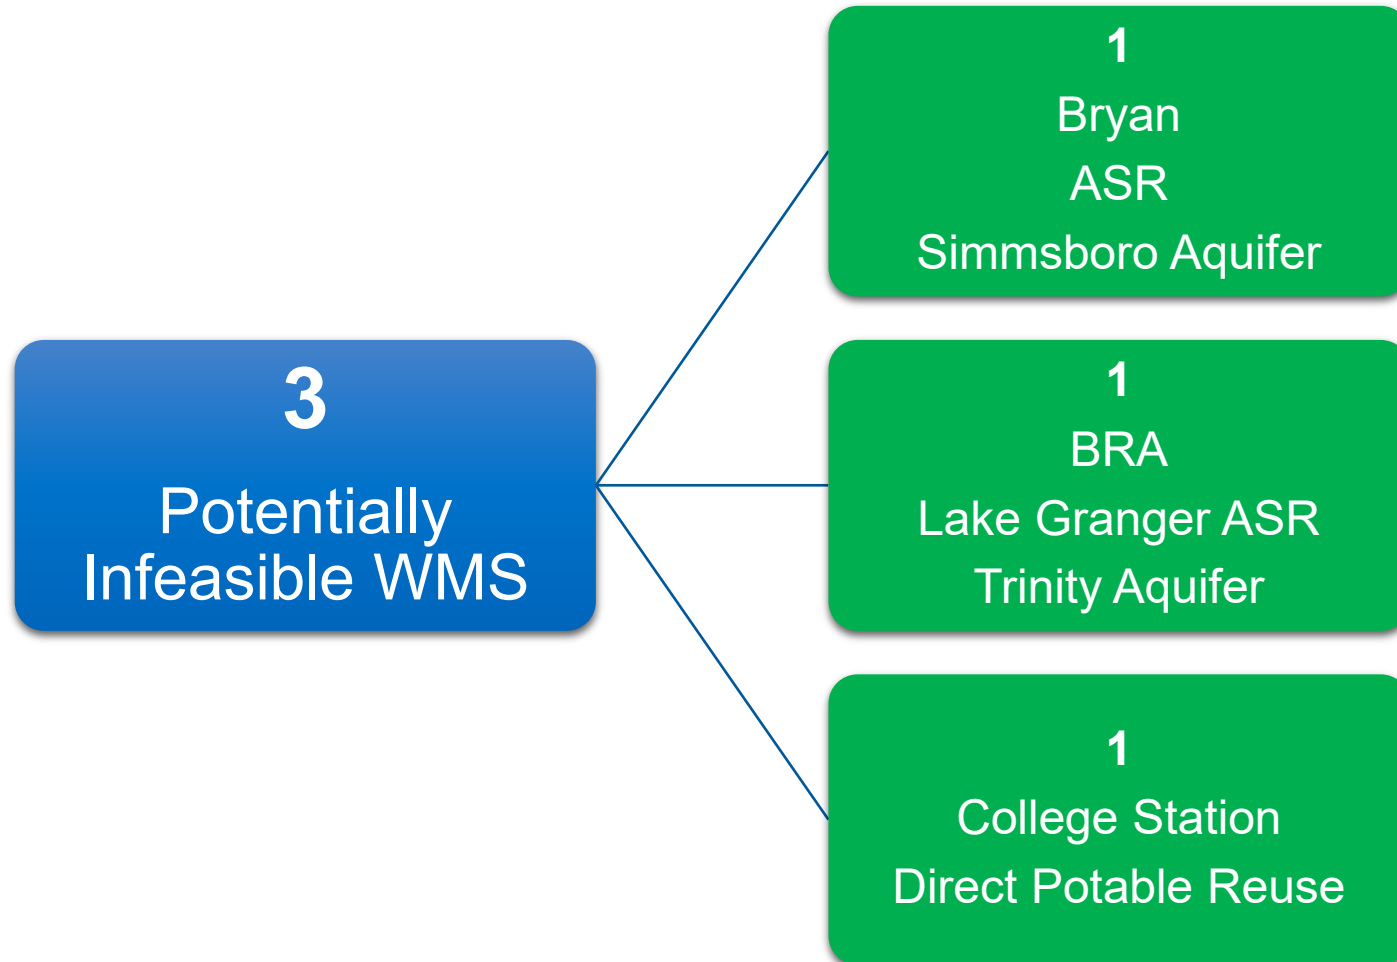 3
Potentially
Infeasible WMS
1
Bryan
ASR
Simmsboro Aquifer
1
BRA
Lake Granger ASR
Trinity Aquifer
1
College Station
Direct Potable Reuse